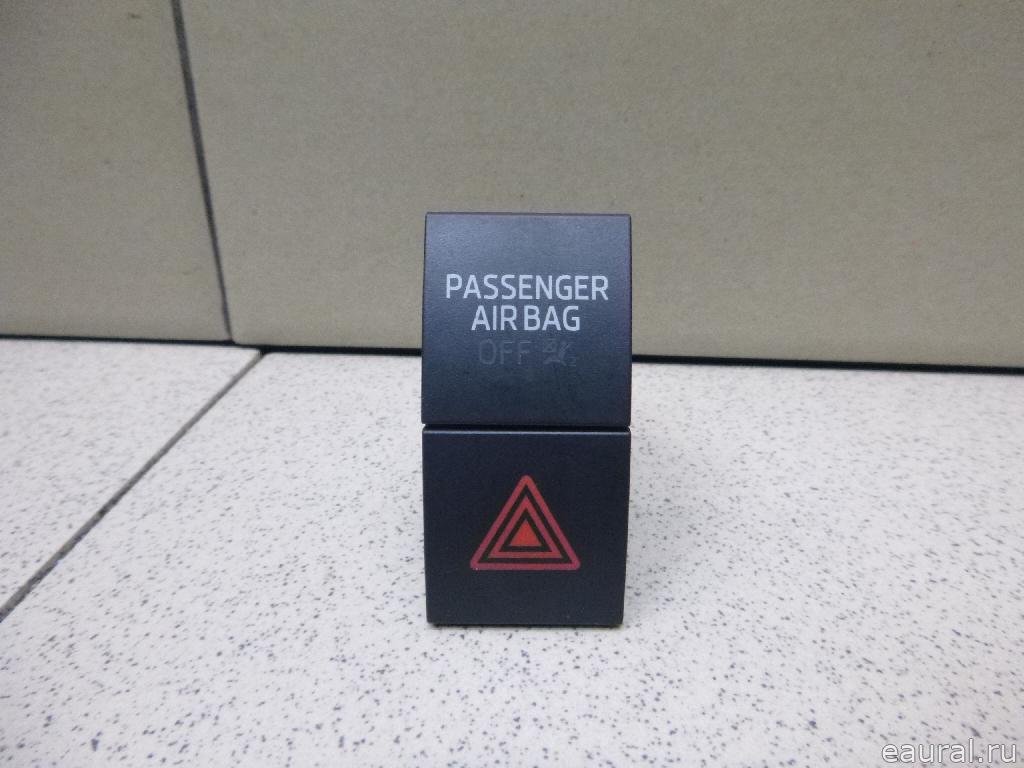 PASSENGER
AIR BAG
OFF
eaural.ru